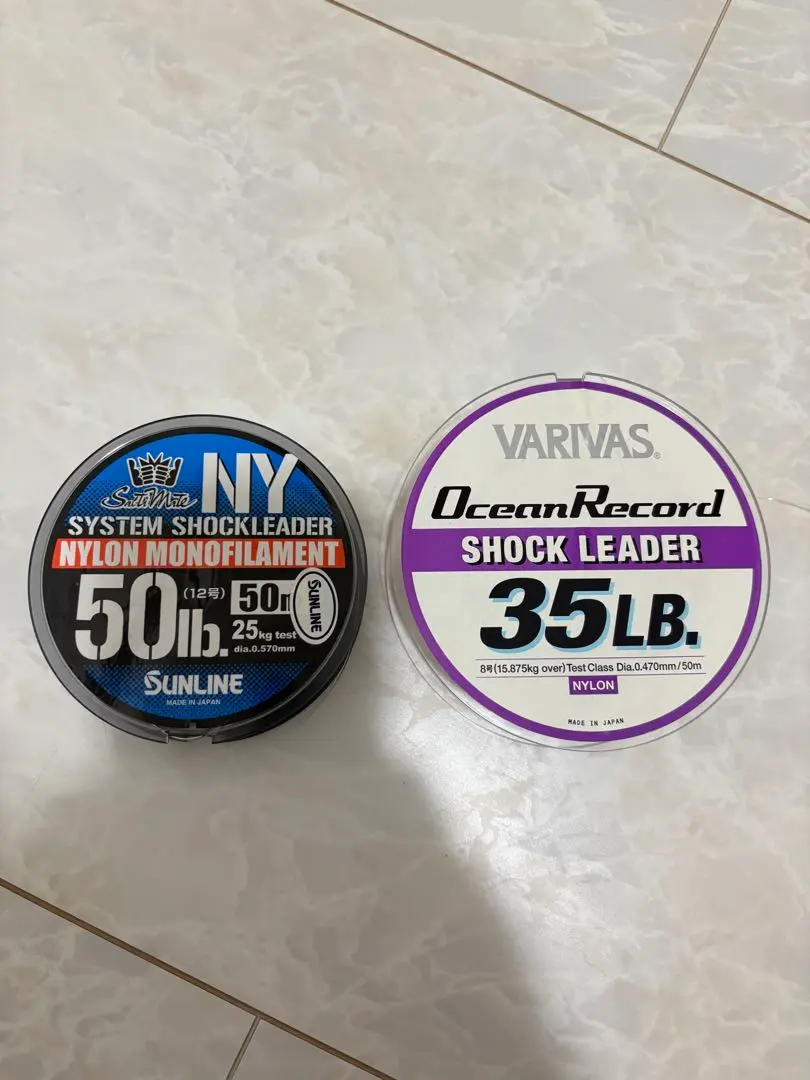 SaltiMate
NY
SYSTEM SHOCKLEADER
NYLON MONOFILAMENT
50lb.
(12号)
50
25kg test
dia.0.570mm
SUNLINE
SUNLINE
MADE IN JAPAN
VARIVAS®
OceanRecord
SHOCK LEADER
35LB.
8号(15.875kg over)Test Class Dia.0.470mm/50m
NYLON
MADE IN JAPAN